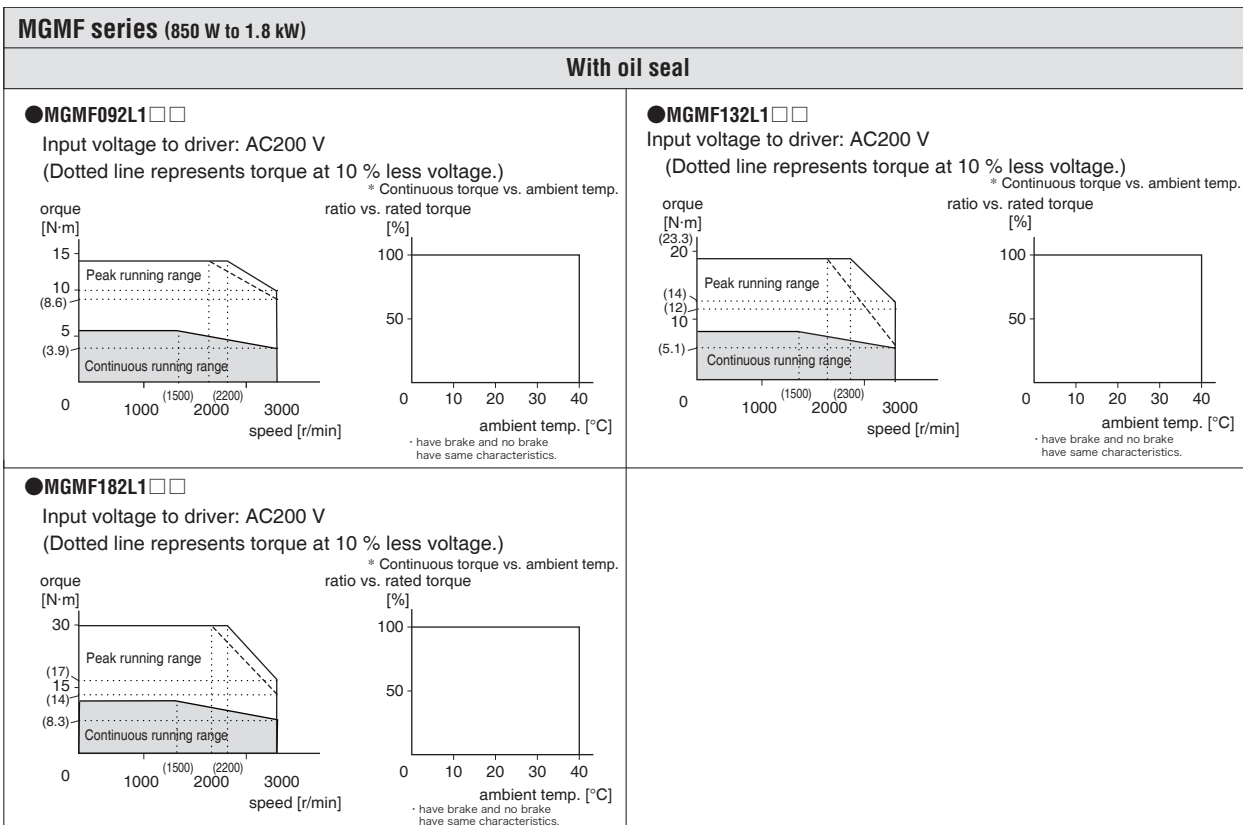 MGMF series (850 W to 1.8 kW)
With oil seal
●MGMF092L1□□
Input voltage to driver: AC200 V
(Dotted line represents torque at 10 % less voltage.)
* Continuous torque vs. ambient temp.
orque
[N·m]
15
10
(8.6)
5
(3.9)
Peak running range
Continuous running range
0
1000
(1500)
2000
(2200)
3000
speed [r/min]
ratio vs. rated torque
[%]
100
50
0 10 20 30 40
ambient temp. [°C]
· have brake and no brake
have same characteristics.
●MGMF132L1□□
Input voltage to driver: AC200 V
(Dotted line represents torque at 10 % less voltage.)
* Continuous torque vs. ambient temp.
orque
[N·m]
(23.3)
20
(14)
(12)
10
(5.1)
Peak running range
Continuous running range
0
1000
(1500)
2000
(2300)
3000
speed [r/min]
ratio vs. rated torque
[%]
100
50
0 10 20 30 40
ambient temp. [°C]
· have brake and no brake
have same characteristics.
●MGMF182L1□□
Input voltage to driver: AC200 V
(Dotted line represents torque at 10 % less voltage.)
* Continuous torque vs. ambient temp.
orque
[N·m]
30
(17)
15
(14)
(8.3)
Peak running range
Continuous running range
0
1000
(1500)
2000
(2200)
3000
speed [r/min]
ratio vs. rated torque
[%]
100
50
0 10 20 30 40
ambient temp. [°C]
· have brake and no brake
have same characteristics.